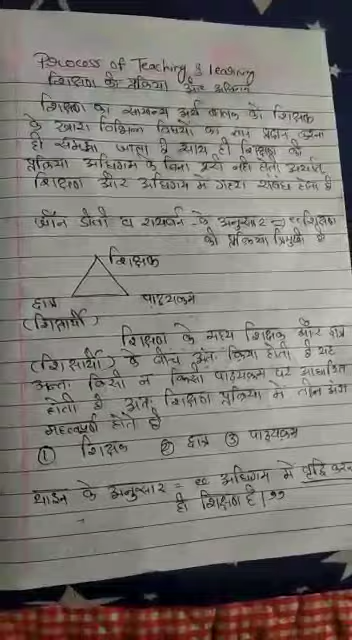 Process of Teaching & learning
शिक्षण की प्रक्रिया और अधिगम
शिक्षण का सामान्य अर्थ बालक को शिक्षक
के द्वारा विभिन्न विषयों का ज्ञान प्रदान करना
ही समझा जाता है साथ ही शिक्षण की
प्रक्रिया अधिगम के बिना पूरी नहीं होती अर्थात्
शिक्षण और अधिगम में गहरा संबंध होता है
जॉन डीवी व रायबर्न के अनुसार = "शिक्षण
की प्रक्रिया त्रिमुखी है
शिक्षक
छात्र पाठ्यक्रम
(शिक्षार्थी)
शिक्षण के मध्य शिक्षक और छात्र
(शिक्षार्थी) के बीच अंतः क्रिया होती है यह
अन्तः किसी न किसी पाठ्यक्रम पर आधारित
होती है अतः शिक्षण प्रक्रिया में तीन अंग
महत्वपूर्ण होते है
① शिक्षक ② छात्र ③ पाठ्यक्रम
के अनुसार = "अधिगम में वृद्धि करना
ही शिक्षण है।"